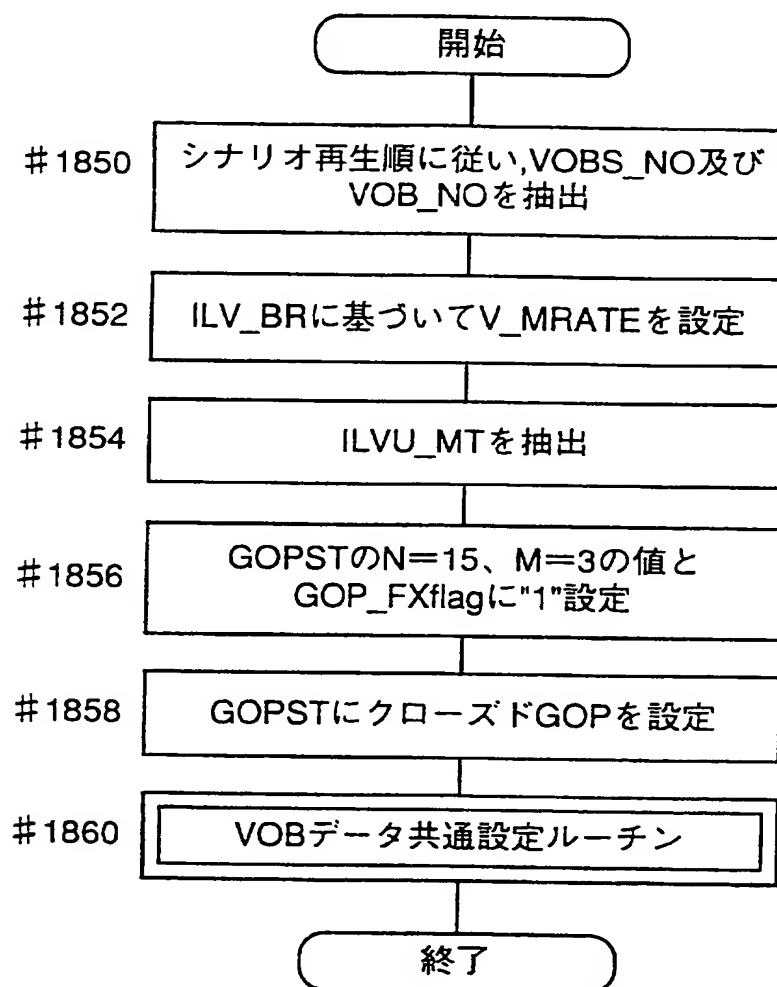 開始
#1850
シナリオ再生順に従い,VOBS_NO及び
VOB_NOを抽出
#1852
ILV_BRに基づいてV_MRATEを設定
#1854
ILVU_MTを抽出
#1856
GOPSTのN=15、M=3の値と
GOP_FXflagに"1"設定
#1858
GOPSTにクローズドGOPを設定
#1860
VOBデータ共通設定ルーチン
終了